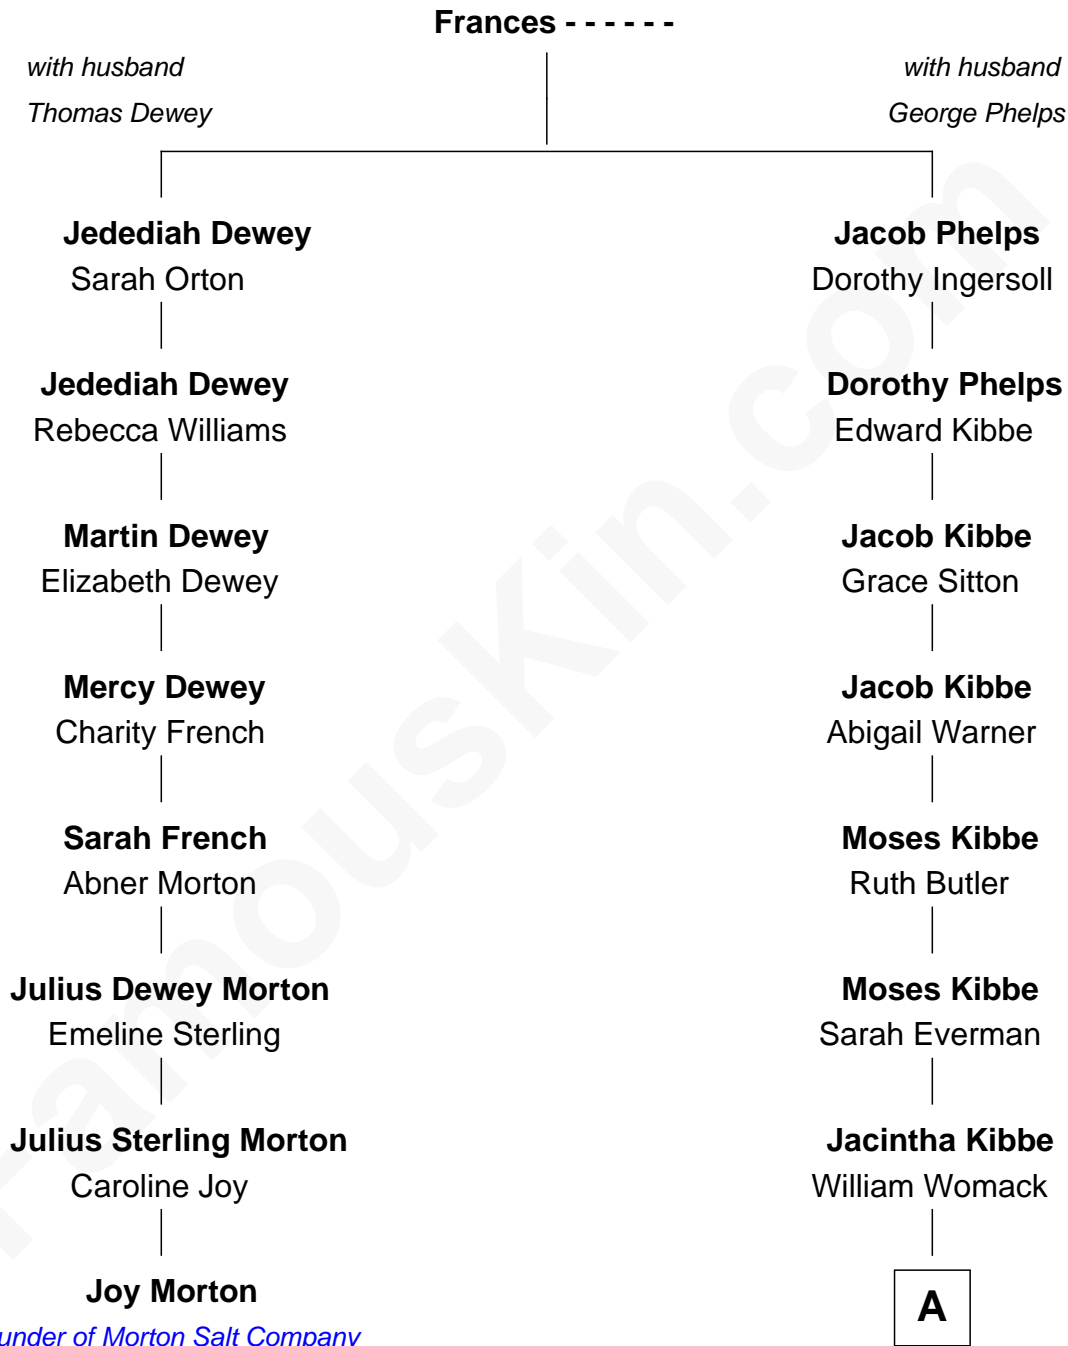 Frances - - - - - -
with husband
Thomas Dewey
with husband
George Phelps
Jedediah Dewey
Sarah Orton
Jacob Phelps
Dorothy Ingersoll
Jedediah Dewey
Rebecca Williams
Dorothy Phelps
Edward Kibbe
Martin Dewey
Elizabeth Dewey
Jacob Kibbe
Grace Sitton
Mercy Dewey
Charity French
Jacob Kibbe
Abigail Warner
Sarah French
Abner Morton
Moses Kibbe
Ruth Butler
Julius Dewey Morton
Emeline Sterling
Moses Kibbe
Sarah Everman
Julius Sterling Morton
Caroline Joy
Jacintha Kibbe
William Womack
Joy Morton
under of Morton Salt Company
A
FamousKin.com